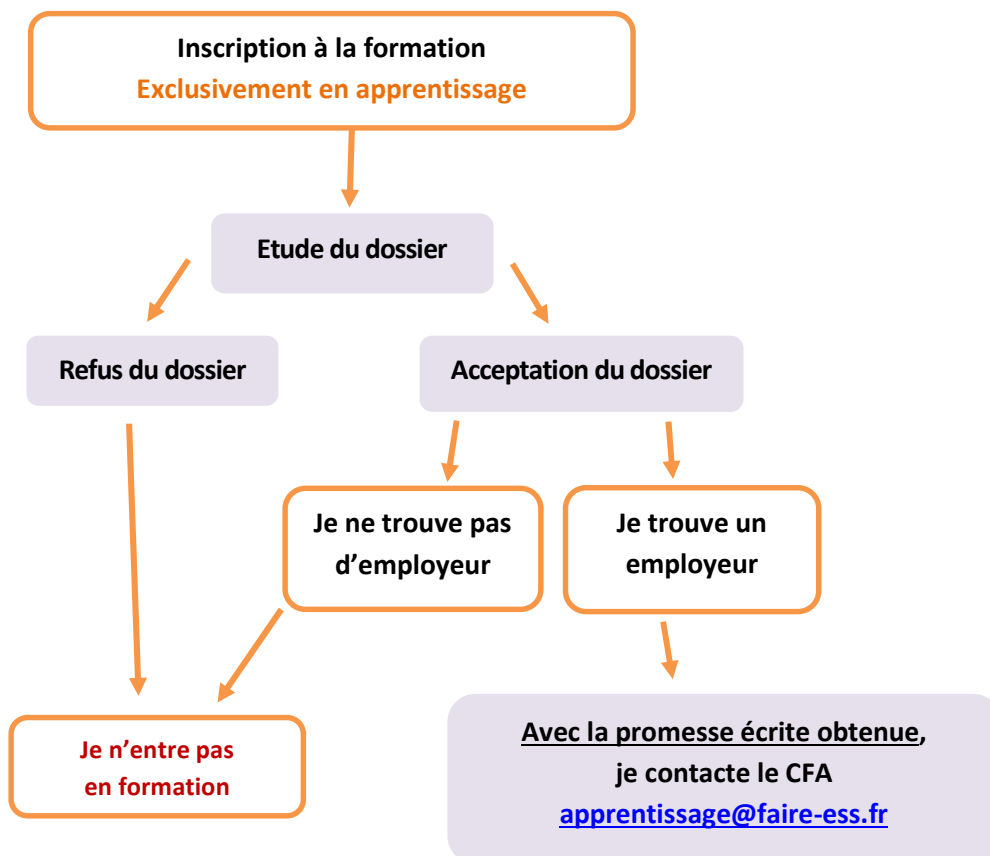 Inscription à la formation
Exclusivement en apprentissage
Etude du dossier
Refus du dossier
Acceptation du dossier
Je ne trouve pas
d’employeur
Je trouve un
employeur
Je n’entre pas
en formation
Avec la promesse écrite obtenue,
je contacte le CFA
apprentissage@faire-ess.fr